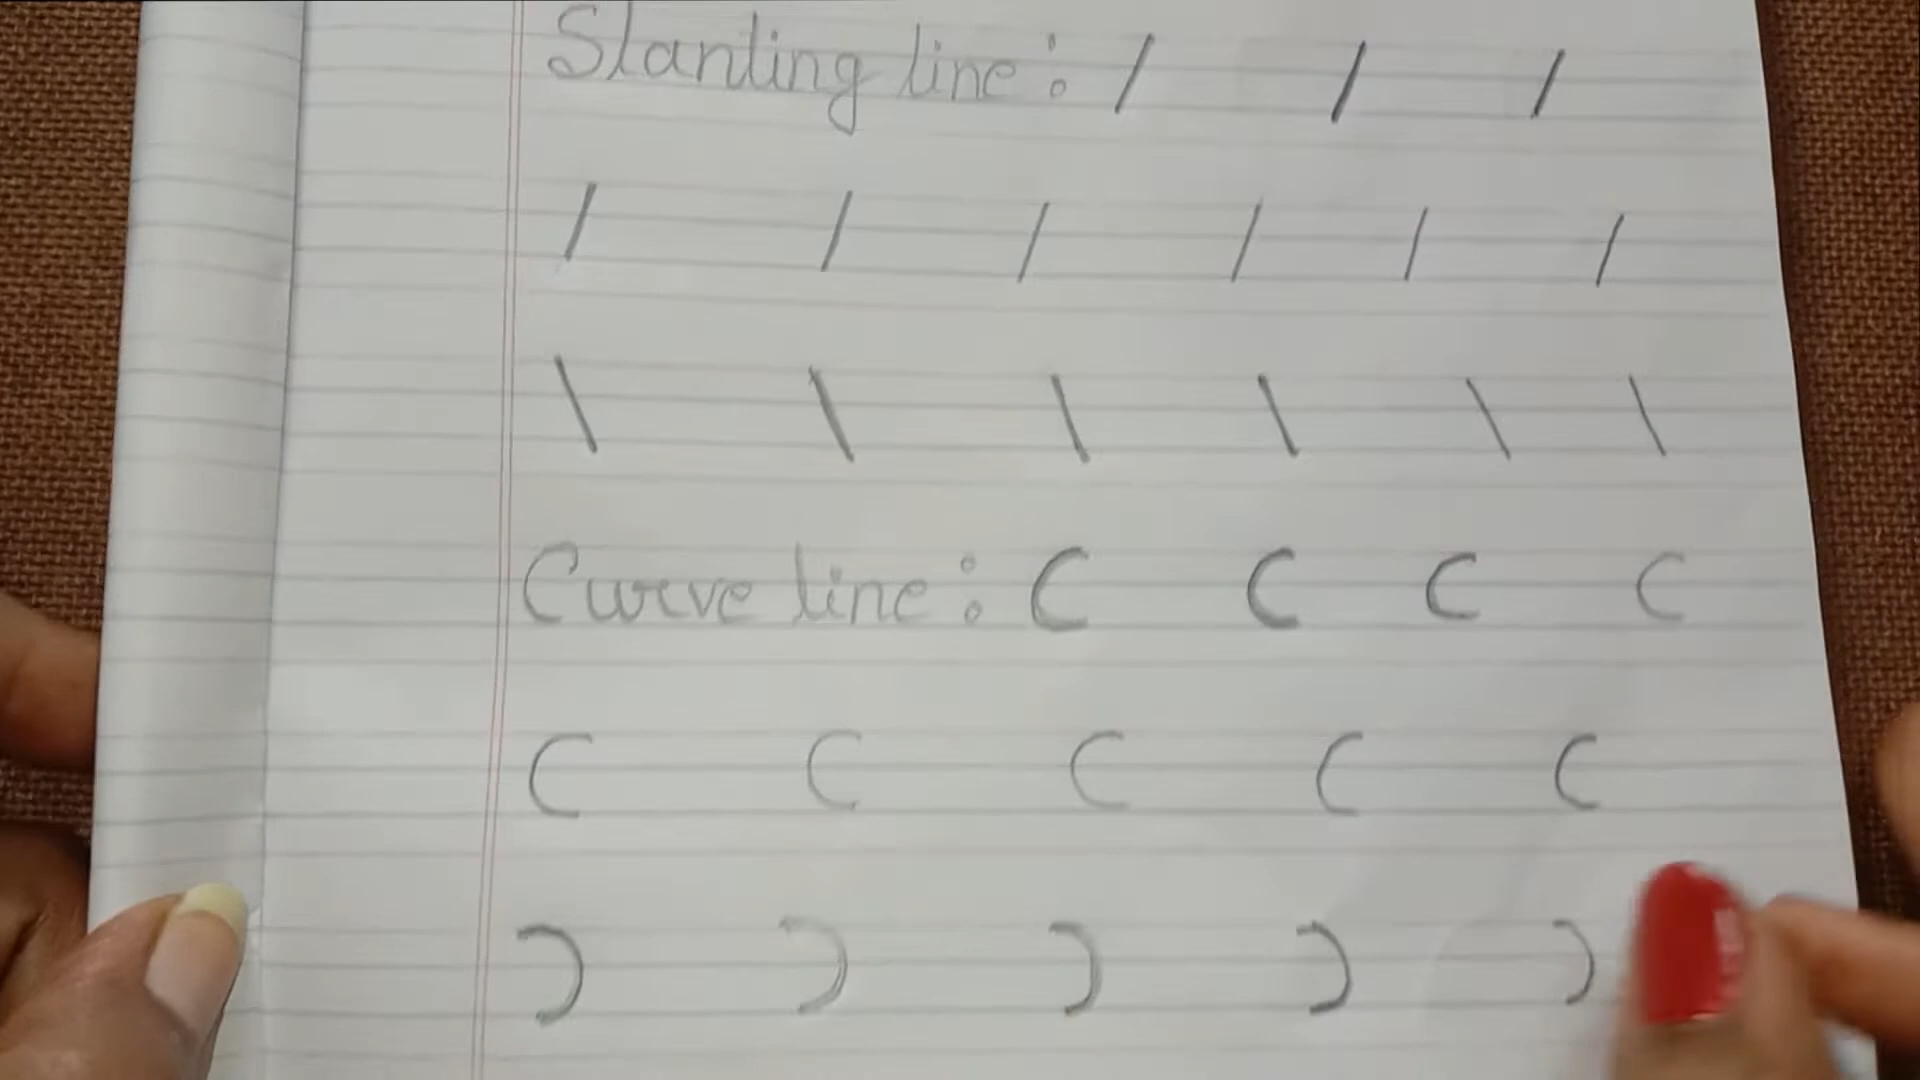 Slanting line: / / /
/ / / / / /
\ \ \ \ \ \
Curve line: C C C C
C C C C C
Ɔ Ɔ Ɔ Ɔ Ɔ